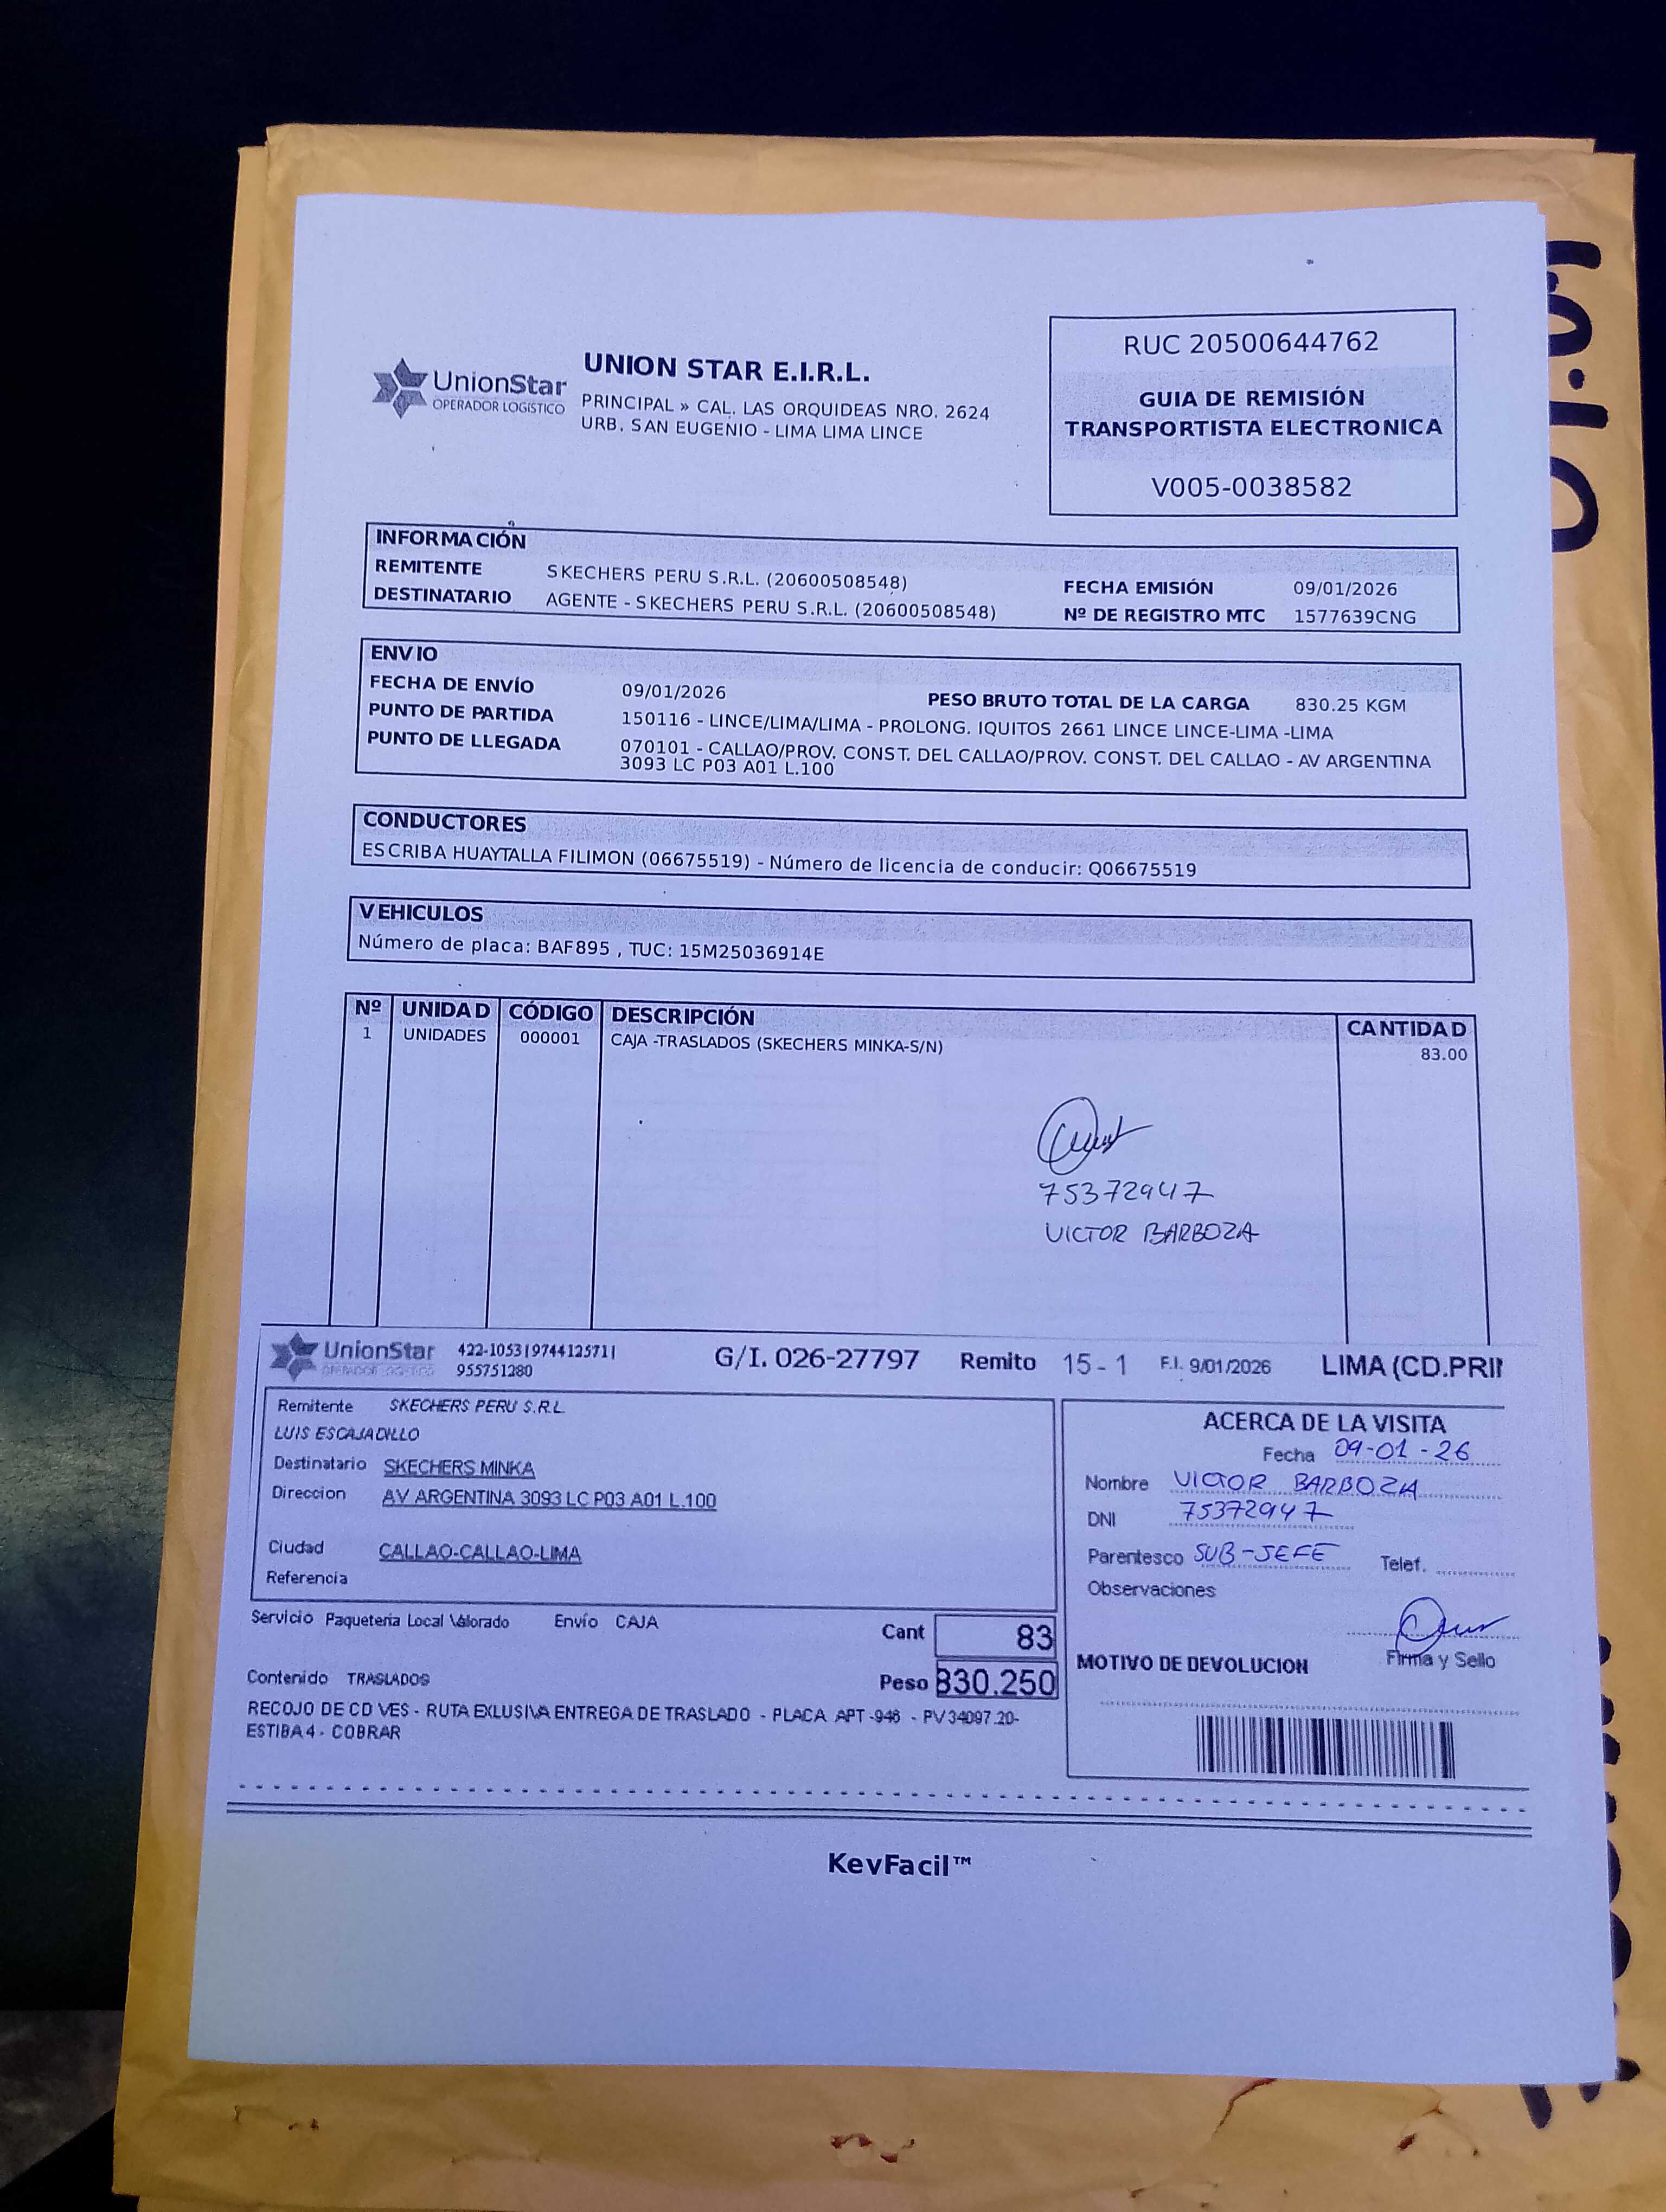 UnionStar
OPERADOR LOGÍSTICO
UNION STAR E.I.R.L.
PRINCIPAL » CAL. LAS ORQUIDEAS NRO. 2624
URB. SAN EUGENIO - LIMA LIMA LINCE
RUC 20500644762
GUIA DE REMISIÓN
TRANSPORTISTA ELECTRONICA
V005-0038582
INFORMACIÓN
REMITENTE SKECHERS PERU S.R.L. (20600508548)
FECHA EMISIÓN 09/01/2026
DESTINATARIO AGENTE - SKECHERS PERU S.R.L. (20600508548)
Nº DE REGISTRO MTC 1577639CNG
ENVIO
FECHA DE ENVÍO 09/01/2026
PESO BRUTO TOTAL DE LA CARGA 830.25 KGM
PUNTO DE PARTIDA 150116 - LINCE/LIMA/LIMA - PROLONG. IQUITOS 2661 LINCE LINCE-LIMA -LIMA
PUNTO DE LLEGADA 070101 - CALLAO/PROV. CONST. DEL CALLAO/PROV. CONST. DEL CALLAO - AV ARGENTINA
3093 LC P03 A01 L.100
CONDUCTORES
ESCRIBA HUAYTALLA FILIMON (06675519) - Número de licencia de conducir: Q06675519
VEHICULOS
Número de placa: BAF895 , TUC: 15M25036914E
Nº UNIDAD CÓDIGO DESCRIPCIÓN CANTIDAD
1 UNIDADES 000001 CAJA -TRASLADOS (SKECHERS MINKA-S/N) 83.00
75372947
VICTOR BARBOZA
UnionStar
OPERADOR LOGISTICO
422-1053|974412571|
955751280
G/I. 026-27797 Remito 15 - 1 F.I. 9/01/2026 LIMA (CD.PRI
Remitente SKECHERS PERU S.R.L.
LUIS ESCAJADILLO
Destinatario SKECHERS MINKA
Direccion AV ARGENTINA 3093 LC P03 A01 L.100
Ciudad CALLAO-CALLAO-LIMA
Referencia
ACERCA DE LA VISITA
Fecha 09-01-26
Nombre VICTOR BARBOZA
DNI 75372947
Parentesco SUB-JEFE Telef.
Observaciones
Firma y Sello
MOTIVO DE DEVOLUCION
Servicio Paqueteria Local Valorado Envío CAJA
Cant 83
Contenido TRASLADOS
Peso 830.250
RECOJO DE CD VES - RUTA EXLUSIVA ENTREGA DE TRASLADO - PLACA APT -946 - PV 34097.20-
ESTIBA 4 - COBRAR
KevFacil™